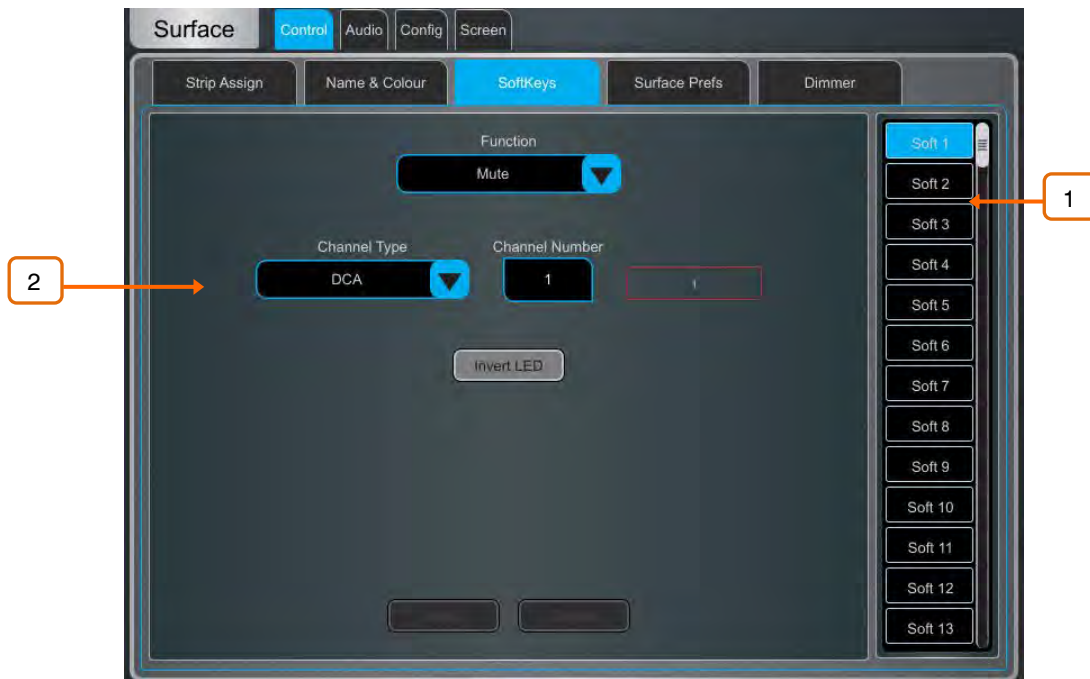 Surface Control Audio Config Screen
Strip Assign Name & Colour SoftKeys Surface Prefs Dimmer
Function
Mute
Channel Type Channel Number
DCA 1 1
Invert LED
Soft 1
Soft 2
Soft 3
Soft 4
Soft 5
Soft 6
Soft 7
Soft 8
Soft 9
Soft 10
Soft 11
Soft 12
Soft 13
1
2